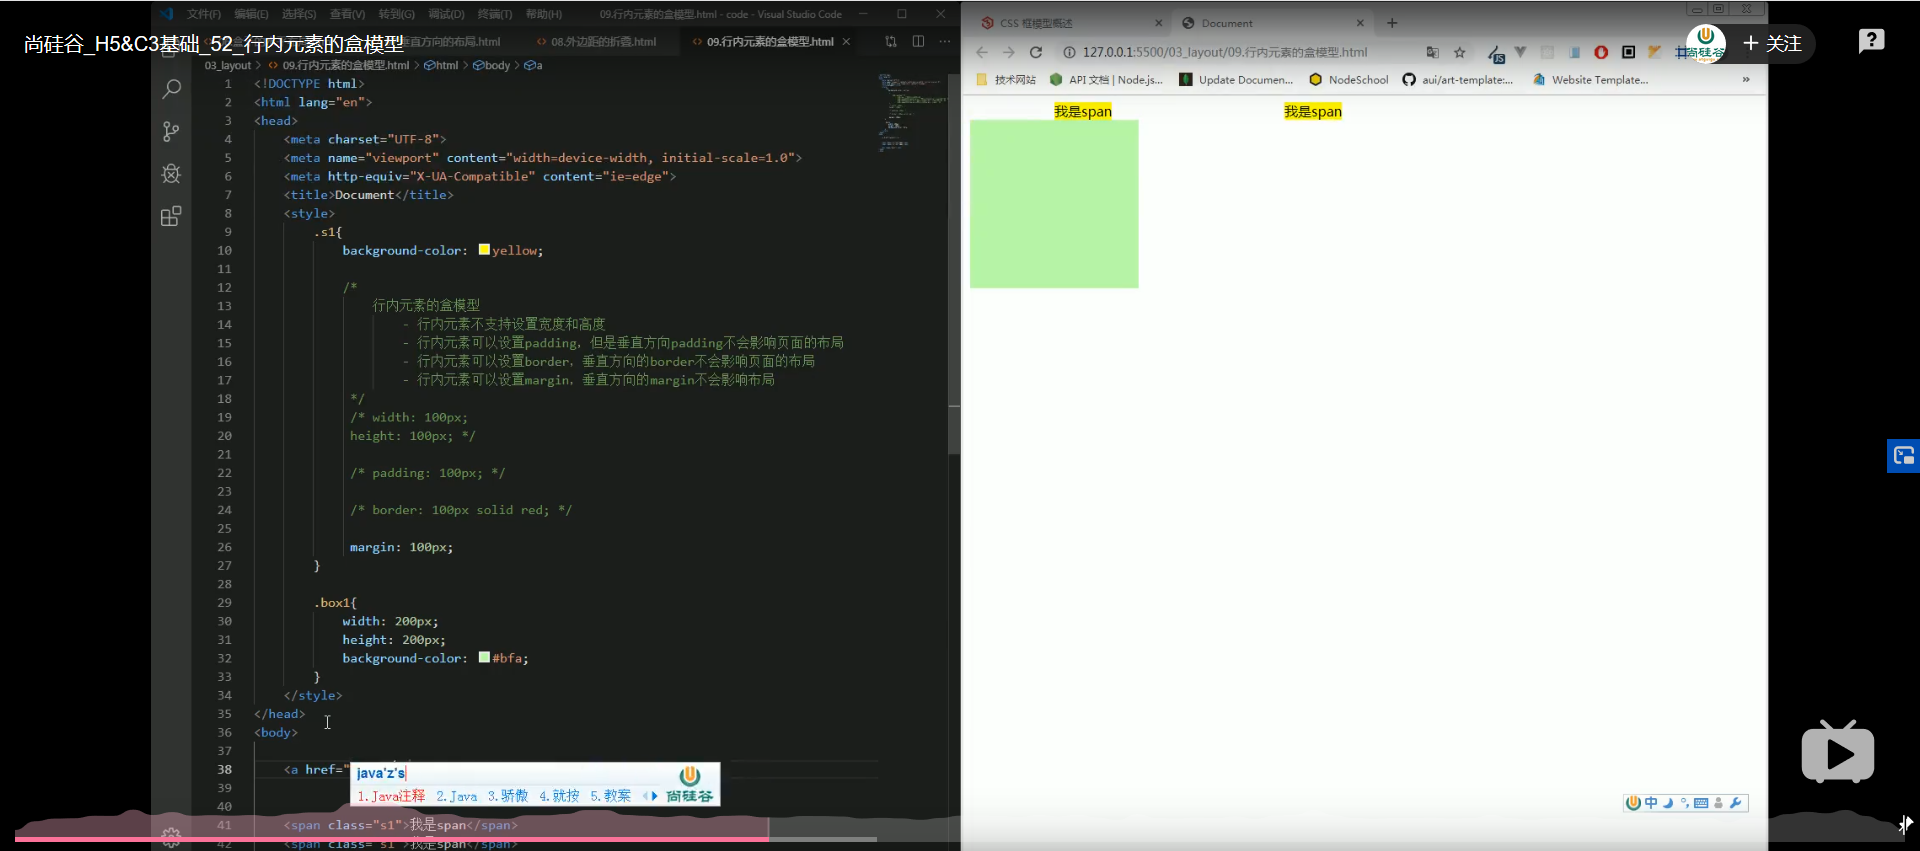 文件(F) 编辑(E) 选择(S) 查看(V) 转到(G) 调试(D) 终端(T) 帮助(H) 09.行内元素的盒模型.html - code - Visual Studio Code
尚硅谷_H5&C3基础_52_行内元素的盒模型
垂直方向的布局.html 08.外边距的折叠.html 09.行内元素的盒模型.html
03_layout > 09.行内元素的盒模型.html > html > body > a
1 <!DOCTYPE html>
2 <html lang="en">
3 <head>
4 <meta charset="UTF-8">
5 <meta name="viewport" content="width=device-width, initial-scale=1.0">
6 <meta http-equiv="X-UA-Compatible" content="ie=edge">
7 <title>Document</title>
8 <style>
9 .s1{
10 background-color: yellow;
11
12 /*
13 行内元素的盒模型
14 - 行内元素不支持设置宽度和高度
15 - 行内元素可以设置padding，但是垂直方向padding不会影响页面的布局
16 - 行内元素可以设置border，垂直方向的border不会影响页面的布局
17 - 行内元素可以设置margin，垂直方向的margin不会影响布局
18 */
19 /* width: 100px;
20 height: 100px; */
21
22 /* padding: 100px; */
23
24 /* border: 100px solid red; */
25
26 margin: 100px;
27 }
28
29 .box1{
30 width: 200px;
31 height: 200px;
32 background-color: #bfa;
33 }
34 </style>
35 </head>
36 <body>
37
38 <a href="
39
40
41 <span class="s1">我是span</span>
42 <span class="s1">我是span</span>
java'z's
1.Java注释 2.Java 3.骄傲 4.就按 5.教案
尚硅谷
CSS 框模型概述 Document
127.0.0.1:5500/03_layout/09.行内元素的盒模型.html
技术网站 API 文档 | Node.js... Update Documen... NodeSchool aui/art-template:... Website Template... »
我是span 我是span
尚硅谷
+ 关注
中